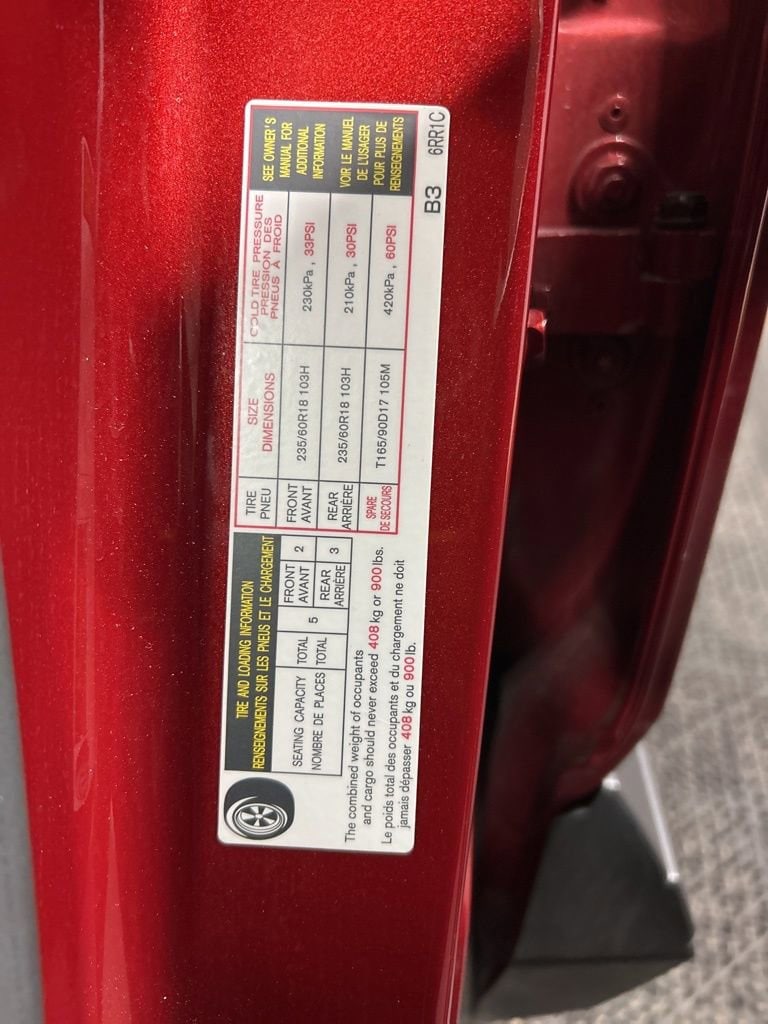 TIRE AND LOADING INFORMATION
RENSEIGNEMENTS SUR LES PNEUS ET LE CHARGEMENT
SEATING CAPACITY TOTAL 5 FRONT 2
NOMBRE DE PLACES TOTAL AVANT
REAR 3
ARRIÈRE
The combined weight of occupants
and cargo should never exceed 408 kg or 900 lbs.
Le poids total des occupants et du chargement ne doit
jamais dépasser 408 kg ou 900 lb.
TIRE SIZE COLD TIRE PRESSURE
PNEU DIMENSIONS PRESSION DES
PNEUS À FROID
FRONT 235/60R18 103H 230kPa , 33PSI
AVANT
REAR 235/60R18 103H 210kPa , 30PSI
ARRIÈRE
SPARE T165/90D17 105M 420kPa , 60PSI
DE SECOURS
SEE OWNER'S
MANUAL FOR
ADDITIONAL
INFORMATION
VOIR LE MANUEL
DE L'USAGER
POUR PLUS DE
RENSEIGNEMENTS
B3 6RR1C